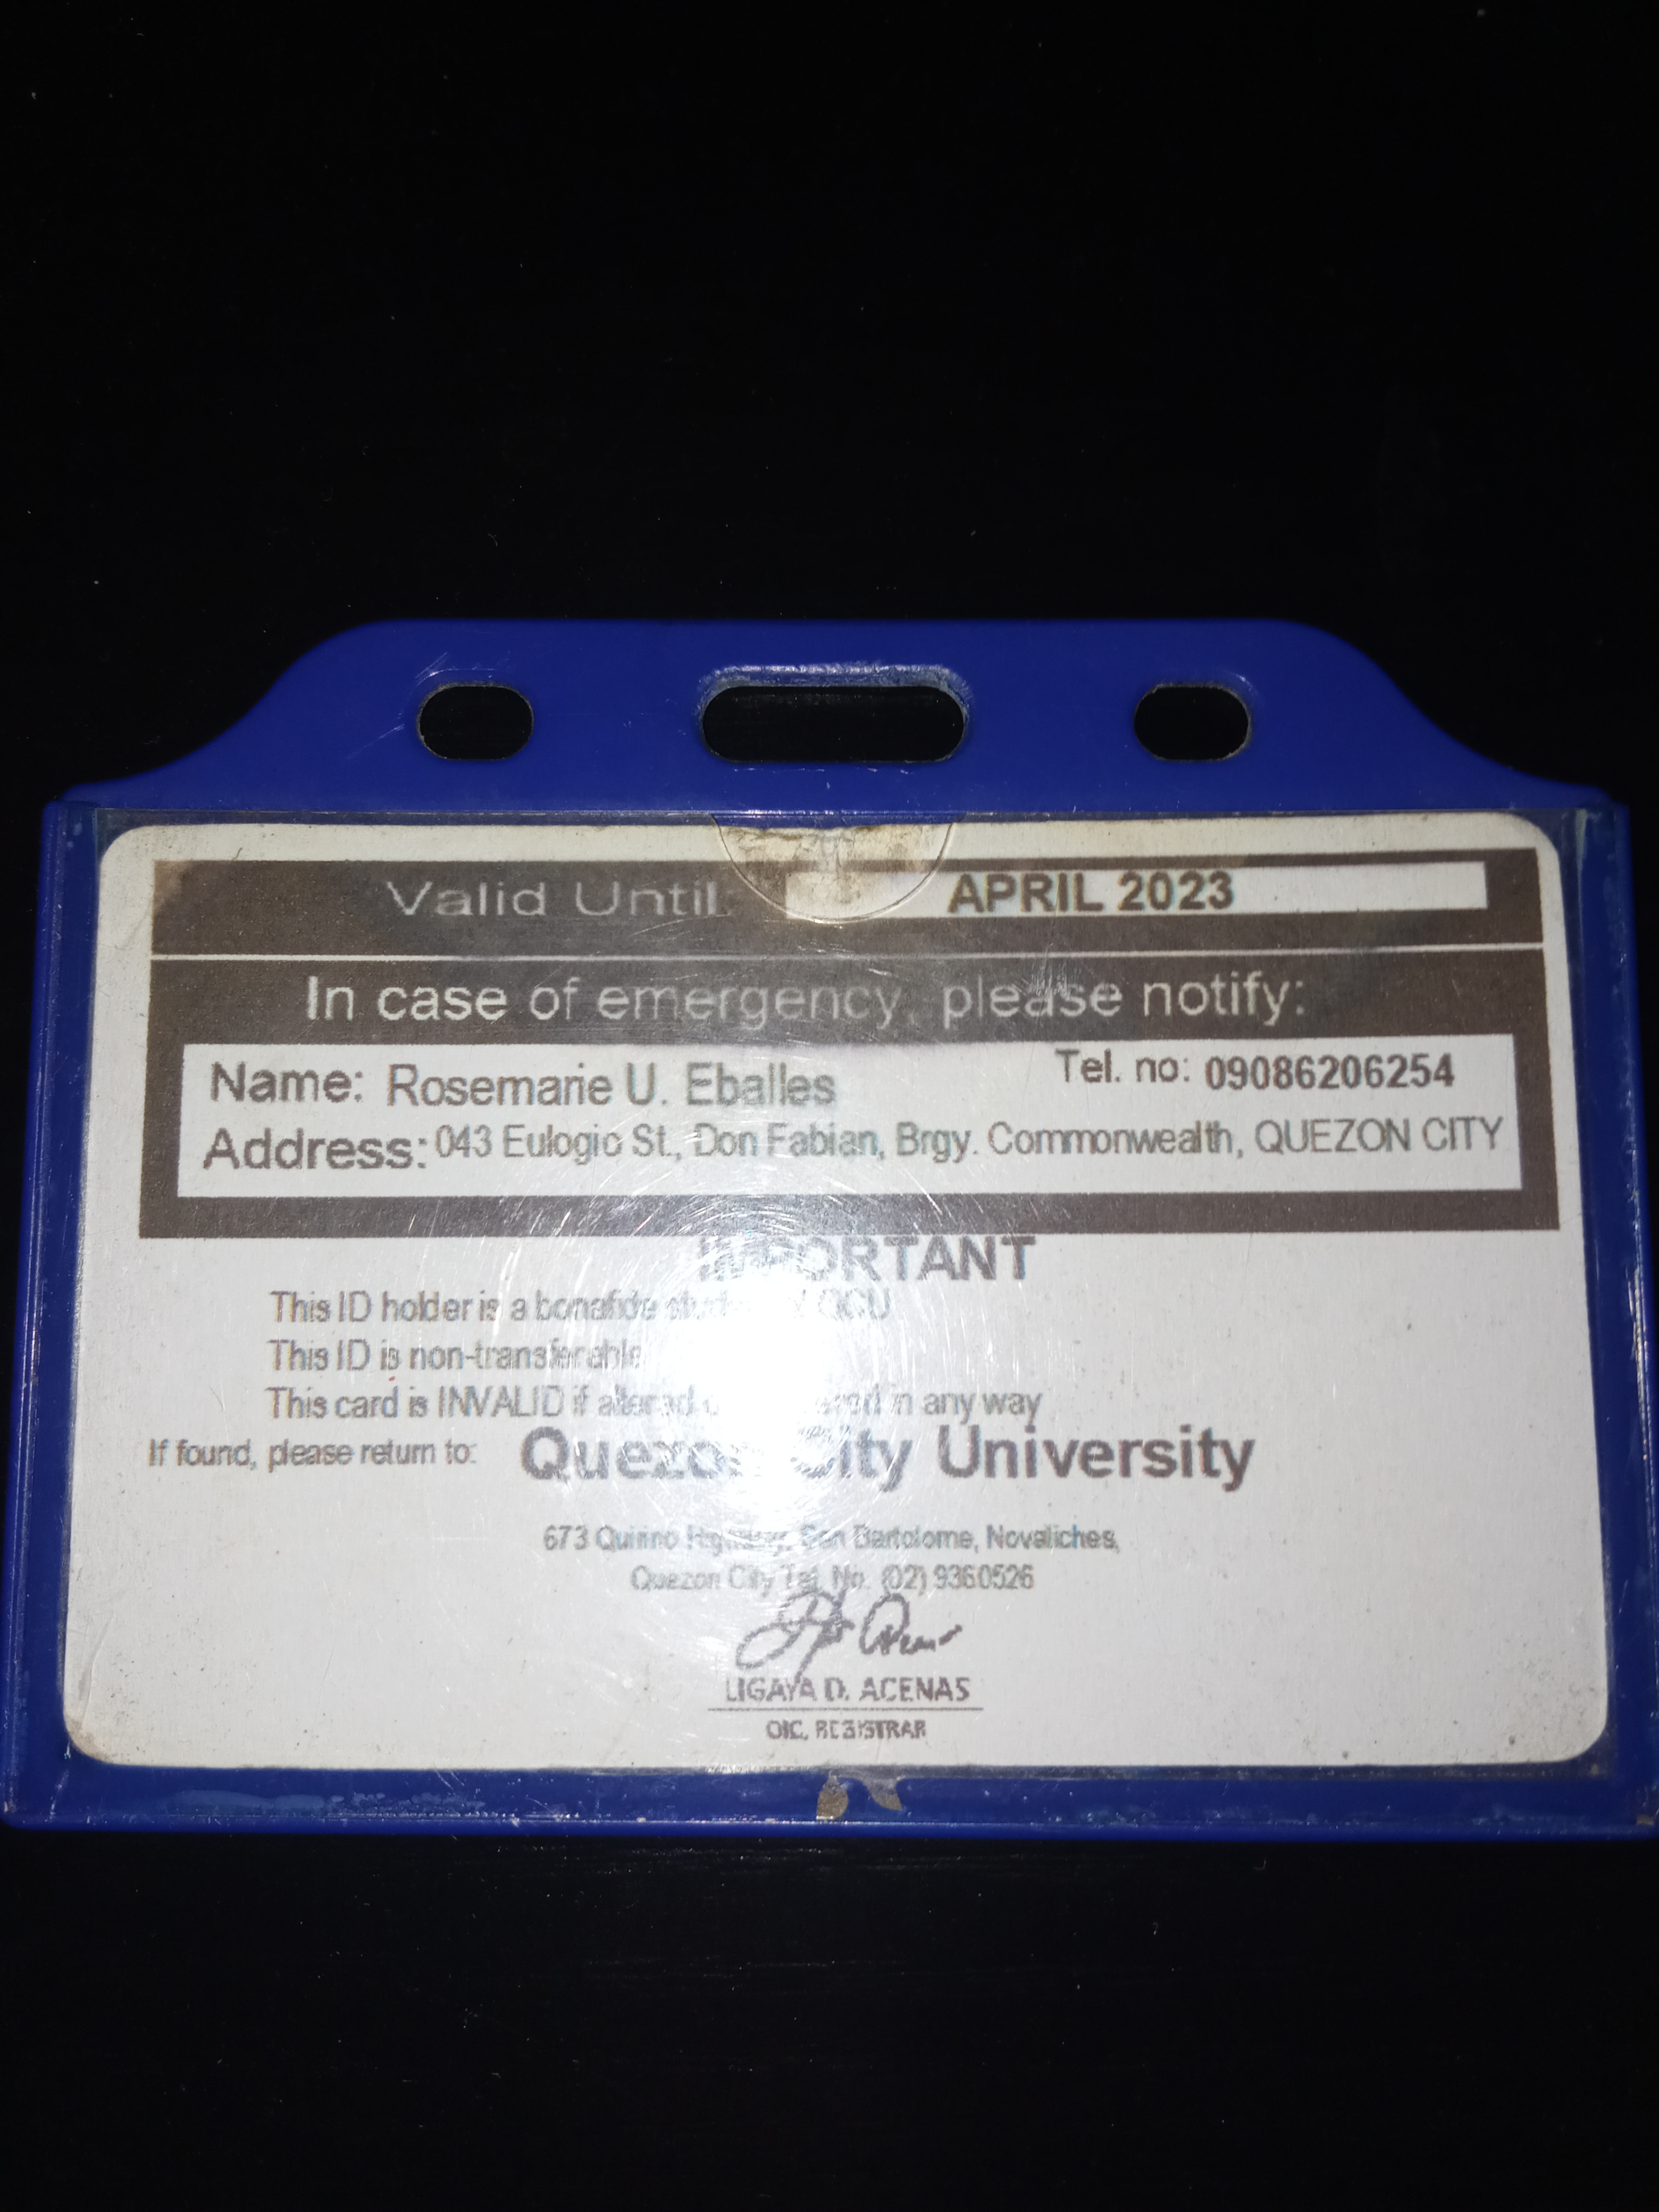 Valid Until: APRIL 2023
In case of emergency, please notify:
Name: Rosemarie U. Eballes Tel. no: 09086206254
Address: 043 Eulogio St., Don Fabian, Brgy. Commonwealth, QUEZON CITY
IMPORTANT
This ID holder is a bonafide QCU
This ID is non-transferable
This card is INVALID if altered in any way
If found, please return to: Quezon City University
673 Quirino Highway, San Bartolome, Novaliches,
Quezon City Tel. No. (02) 9360526
LIGAYA D. ACENAS
OIC, REGISTRAR